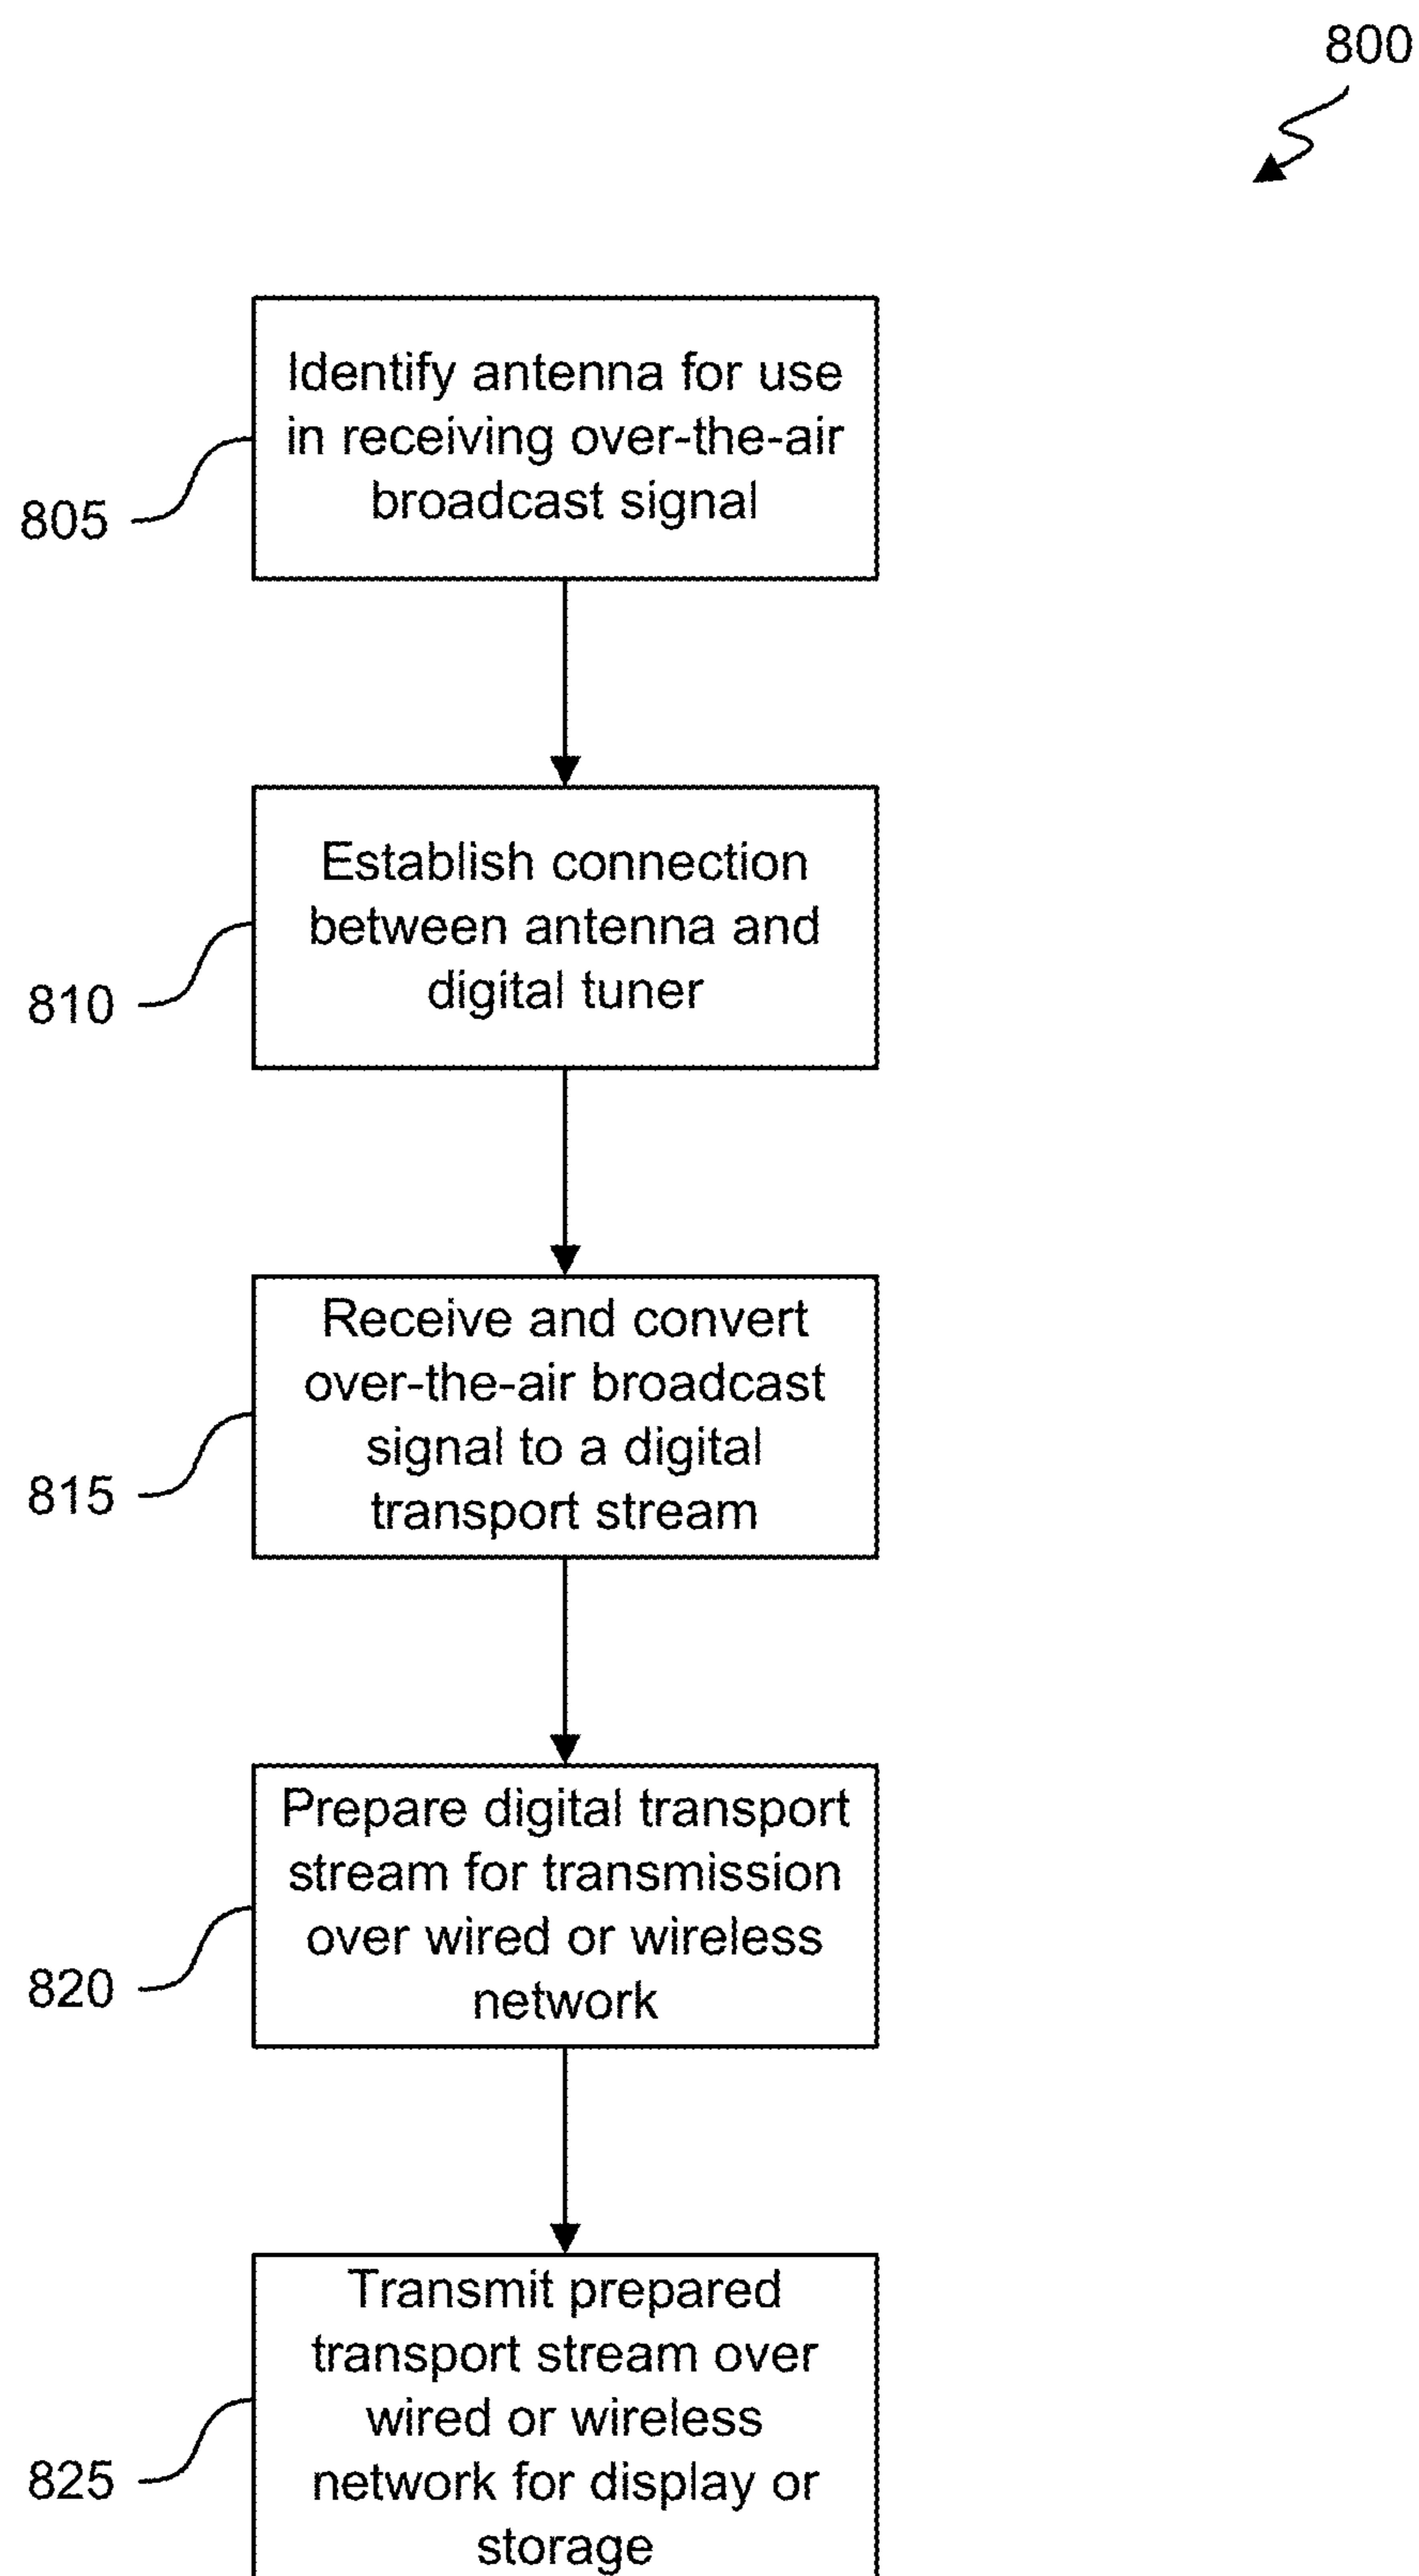 800
Identify antenna for use
in receiving over-the-air
broadcast signal
805
Establish connection
between antenna and
digital tuner
810
Receive and convert
over-the-air broadcast
signal to a digital
transport stream
815
Prepare digital transport
stream for transmission
over wired or wireless
network
820
Transmit prepared
transport stream over
wired or wireless
network for display or
storage
825